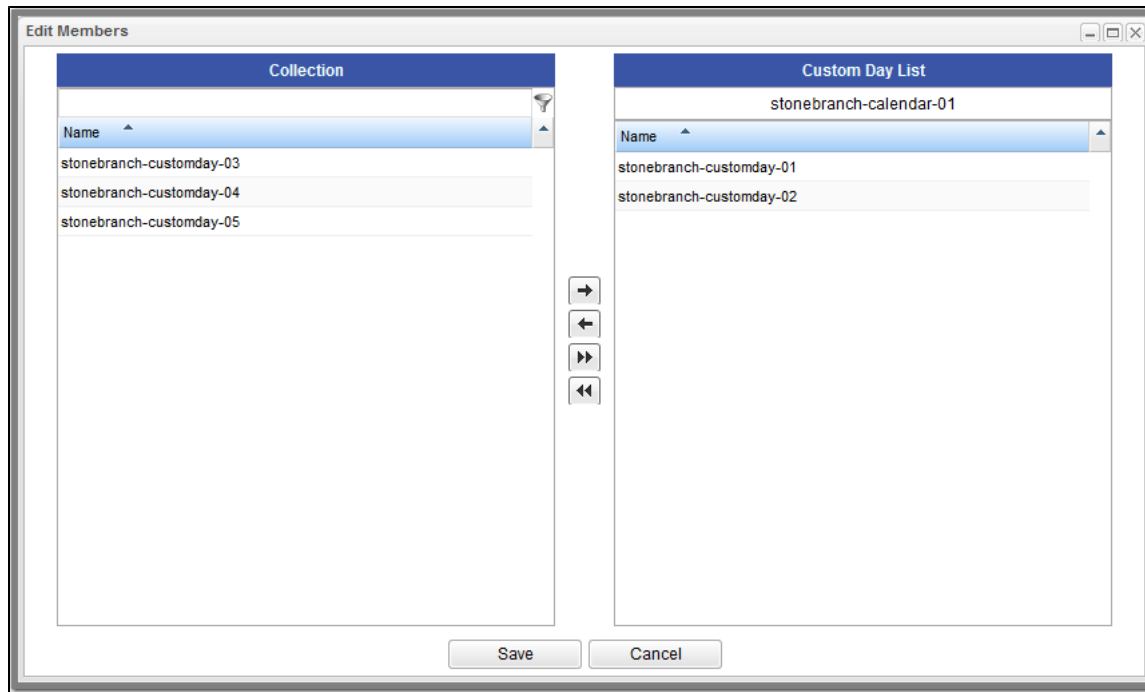 Edit Members
Collection
Custom Day List
stonebranch-calendar-01
Name
Name
stonebranch-customday-03
stonebranch-customday-01
stonebranch-customday-04
stonebranch-customday-02
stonebranch-customday-05
Save
Cancel